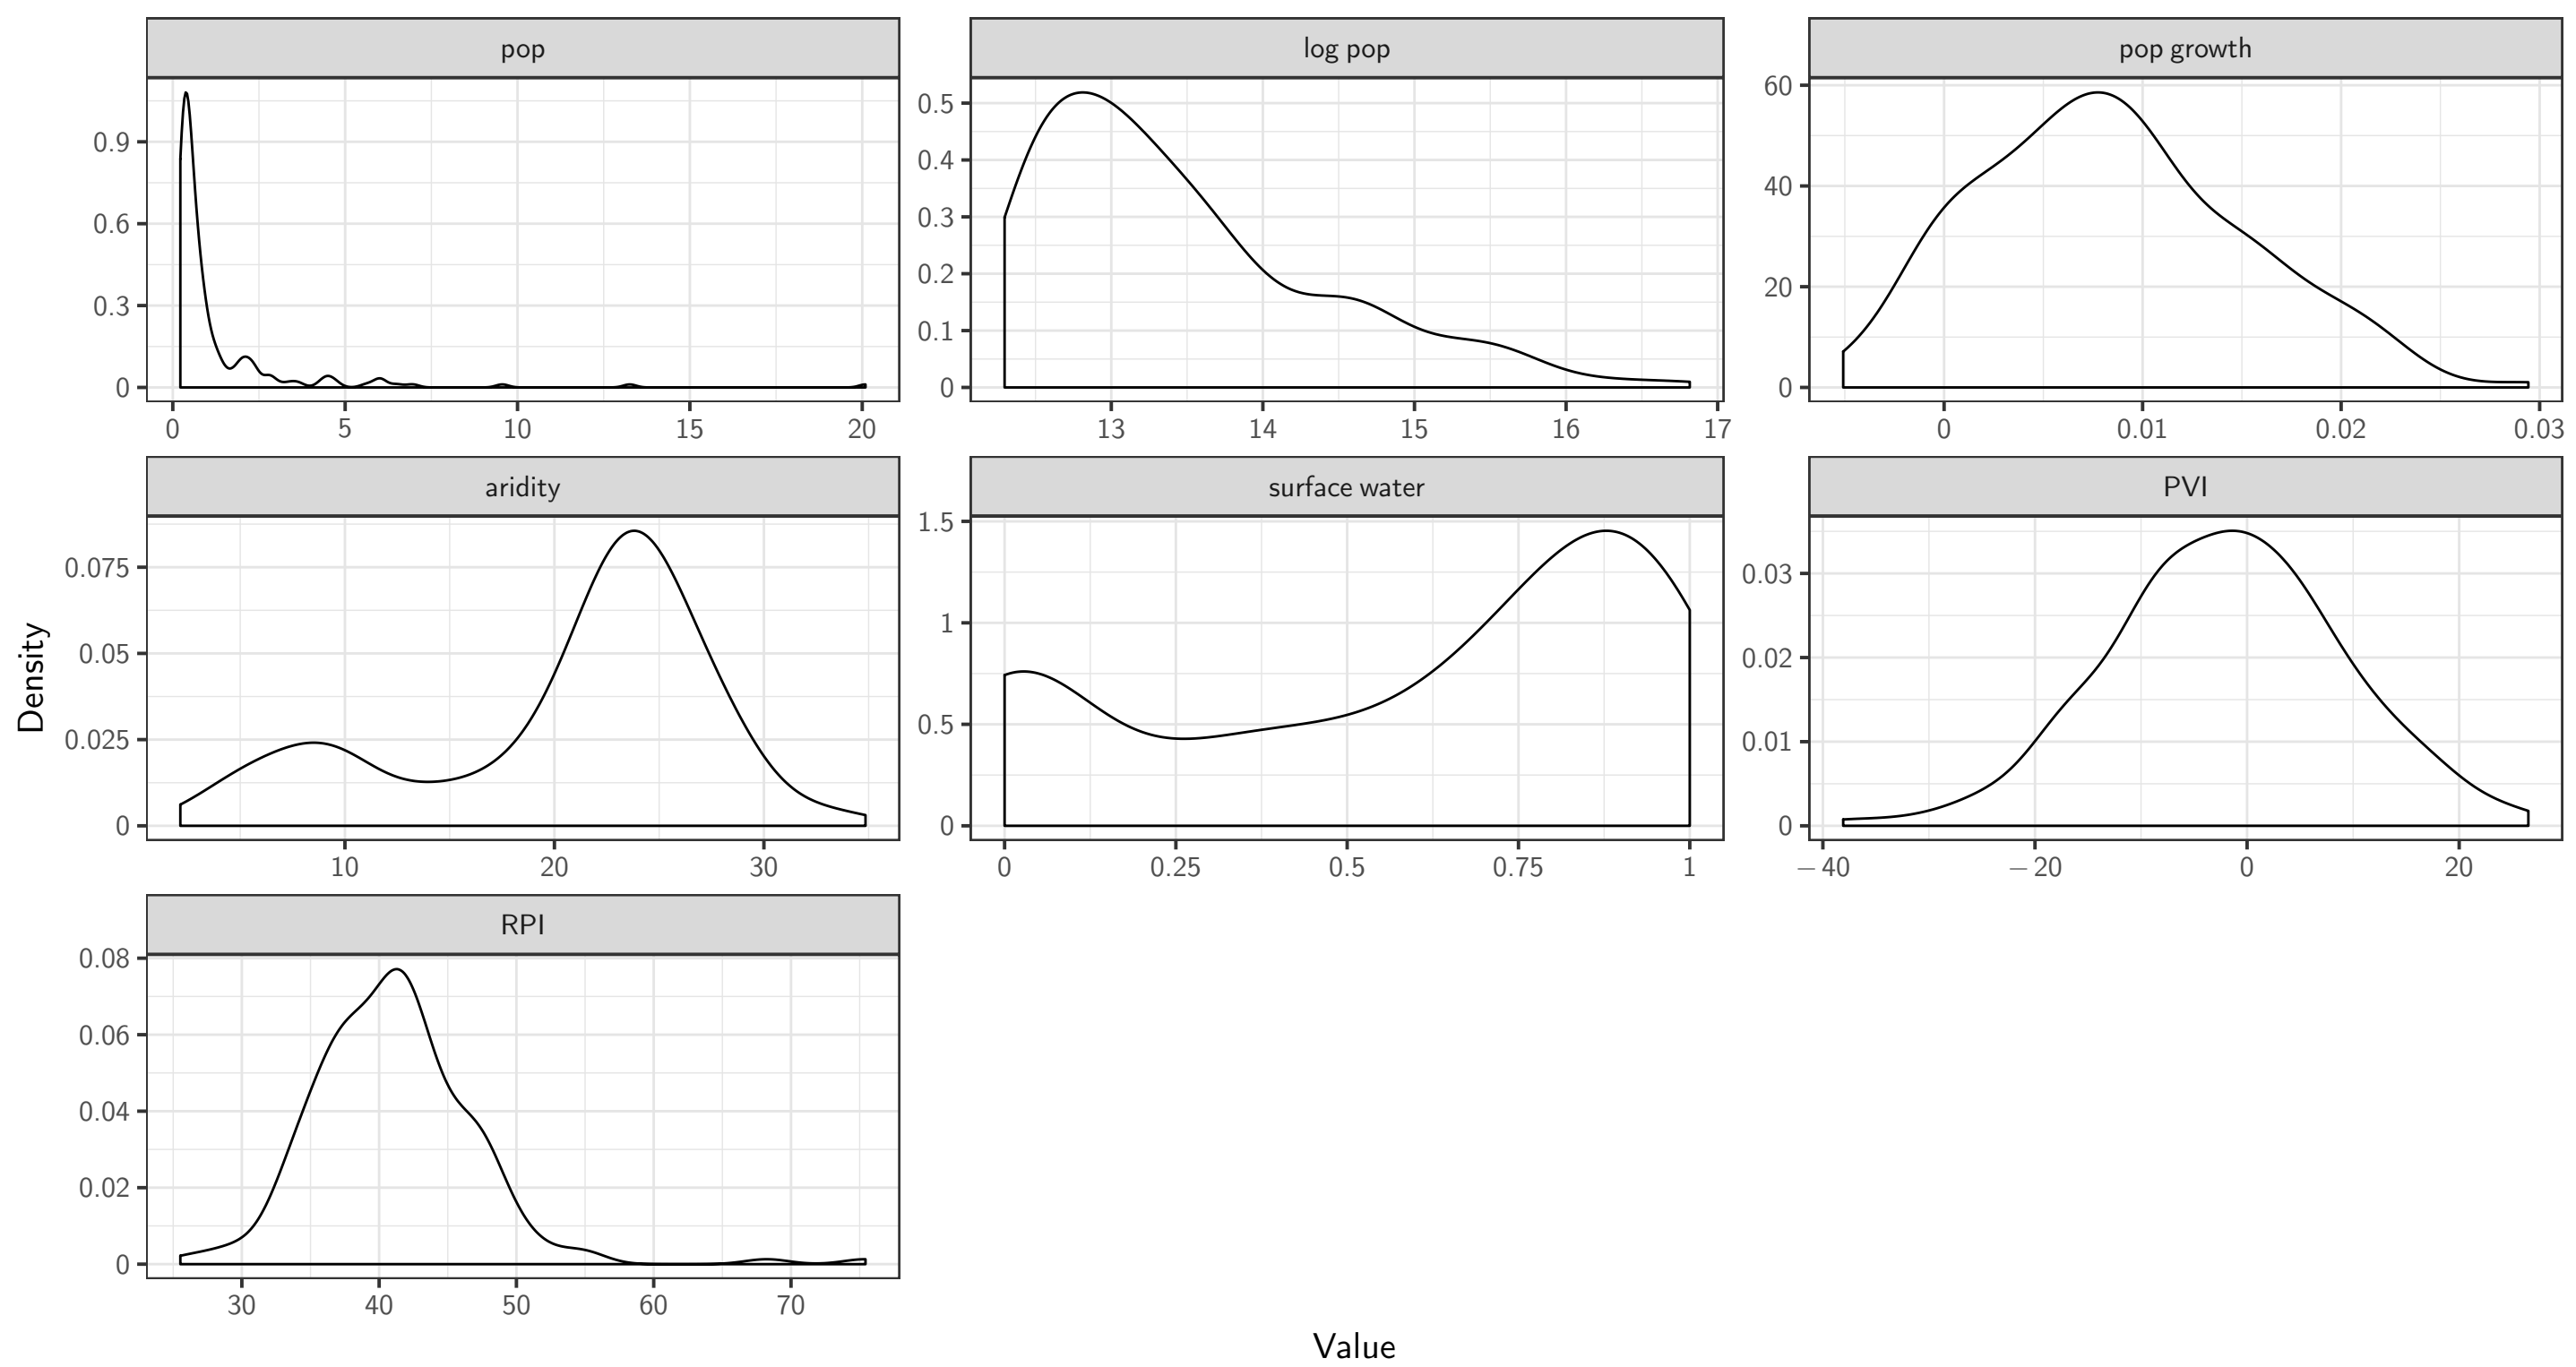 pop
log pop
pop growth
0.9
0.6
0.3
0
0.5
0.4
0.3
0.2
0.1
0
60
40
20
0
0 5 10 15 20
13 14 15 16 17
0 0.01 0.02 0.03
aridity
surface water
PVI
0.075
0.05
0.025
0
1.5
1
0.5
0
0.03
0.02
0.01
0
10 20 30
0 0.25 0.5 0.75 1
−40 −20 0 20
RPI
0.08
0.06
0.04
0.02
0
30 40 50 60 70
Density
Value